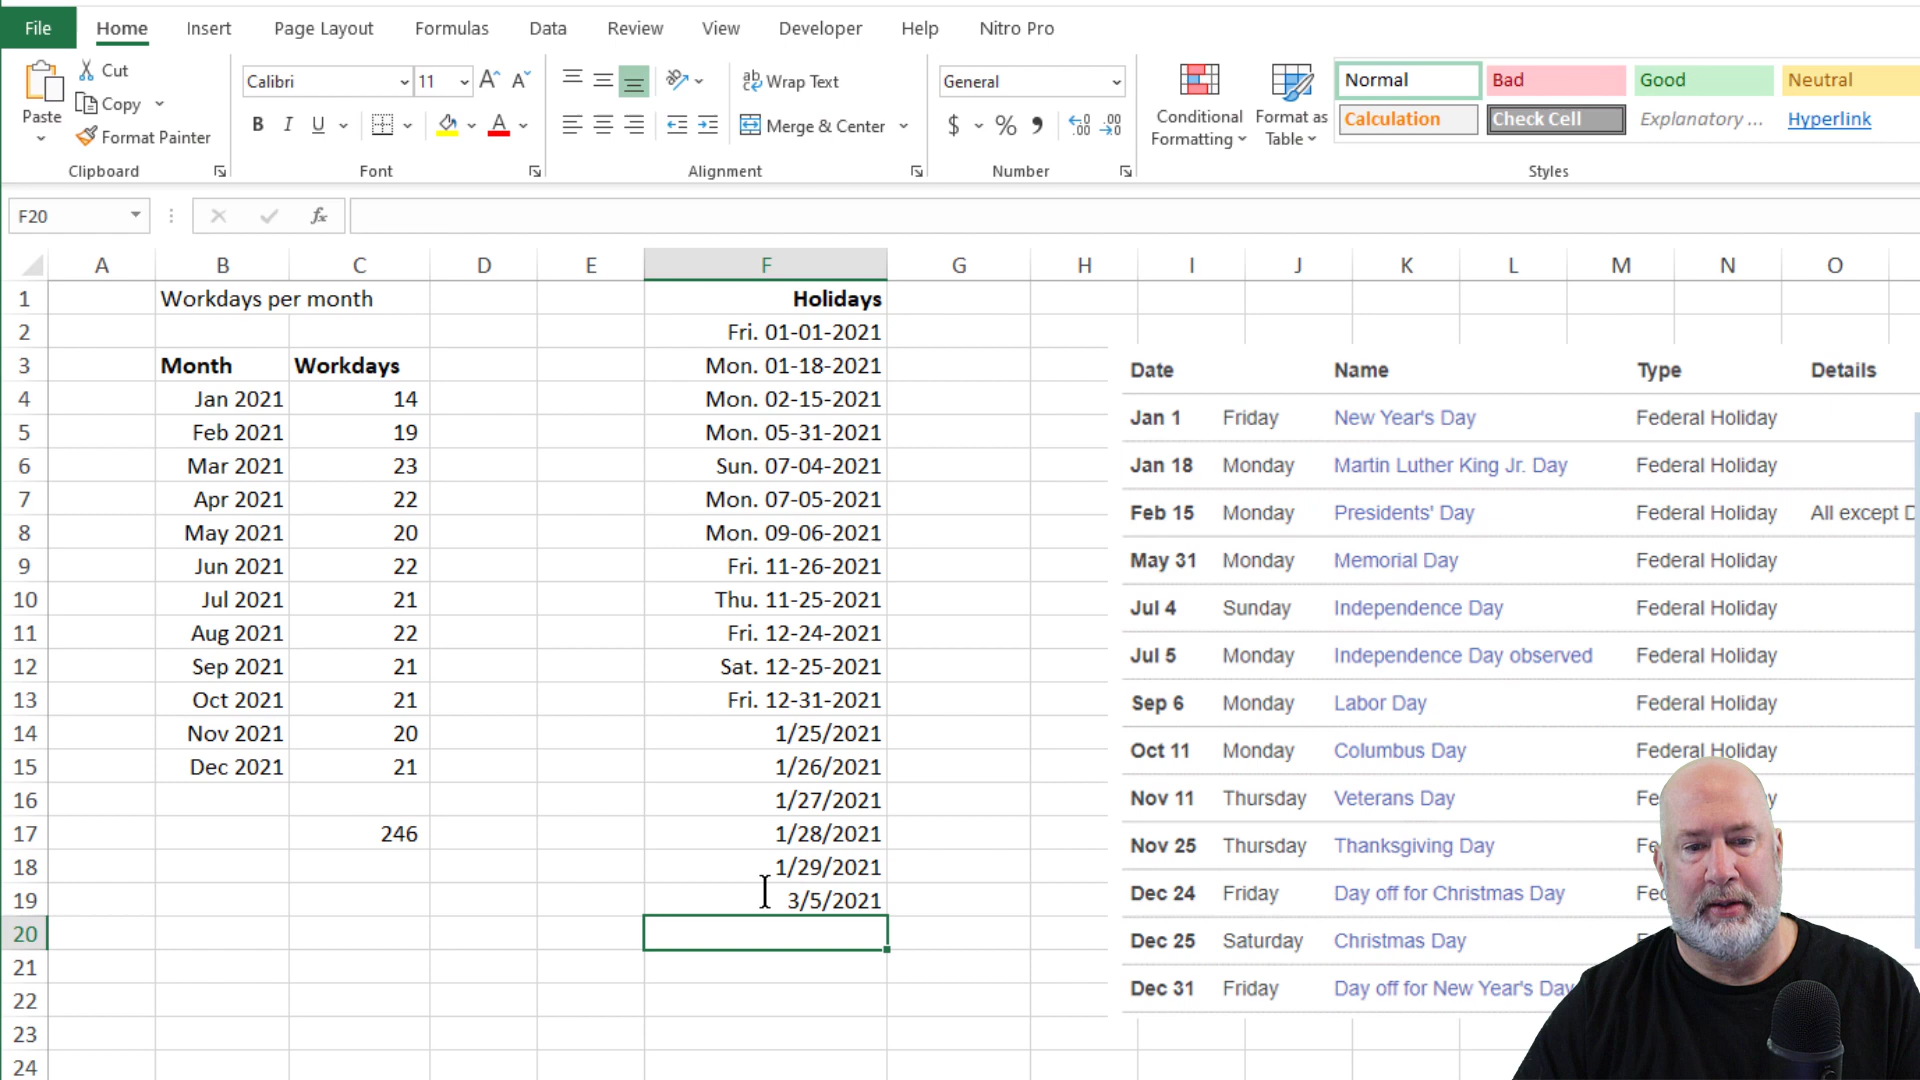 File Home Insert Page Layout Formulas Data Review View Developer Help Nitro Pro
Paste Cut Copy Format Painter
Clipboard
Calibri 11 A A
B I U A
Font
ab Wrap Text
Merge & Center
Alignment
General
$ % 9
Number
Conditional Formatting
Format as Table
Normal Bad Good Neutral
Calculation Check Cell Explanatory ... Hyperlink
Styles
F20 fx
A B C D E F G H I J K L M N O
1 Workdays per month Holidays
2 Fri. 01-01-2021
3 Month Workdays Mon. 01-18-2021
4 Jan 2021 14 Mon. 02-15-2021
5 Feb 2021 19 Mon. 05-31-2021
6 Mar 2021 23 Sun. 07-04-2021
7 Apr 2021 22 Mon. 07-05-2021
8 May 2021 20 Mon. 09-06-2021
9 Jun 2021 22 Fri. 11-26-2021
10 Jul 2021 21 Thu. 11-25-2021
11 Aug 2021 22 Fri. 12-24-2021
12 Sep 2021 21 Sat. 12-25-2021
13 Oct 2021 21 Fri. 12-31-2021
14 Nov 2021 20 1/25/2021
15 Dec 2021 21 1/26/2021
16 1/27/2021
17 246 1/28/2021
18 1/29/2021
19 3/5/2021
20
21
22
23
24
Date Name Type Details
Jan 1 Friday New Year's Day Federal Holiday
Jan 18 Monday Martin Luther King Jr. Day Federal Holiday
Feb 15 Monday Presidents' Day Federal Holiday All except D
May 31 Monday Memorial Day Federal Holiday
Jul 4 Sunday Independence Day Federal Holiday
Jul 5 Monday Independence Day observed Federal Holiday
Sep 6 Monday Labor Day Federal Holiday
Oct 11 Monday Columbus Day Federal Holiday
Nov 11 Thursday Veterans Day
Nov 25 Thursday Thanksgiving Day
Dec 24 Friday Day off for Christmas Day
Dec 25 Saturday Christmas Day
Dec 31 Friday Day off for New Year's Day